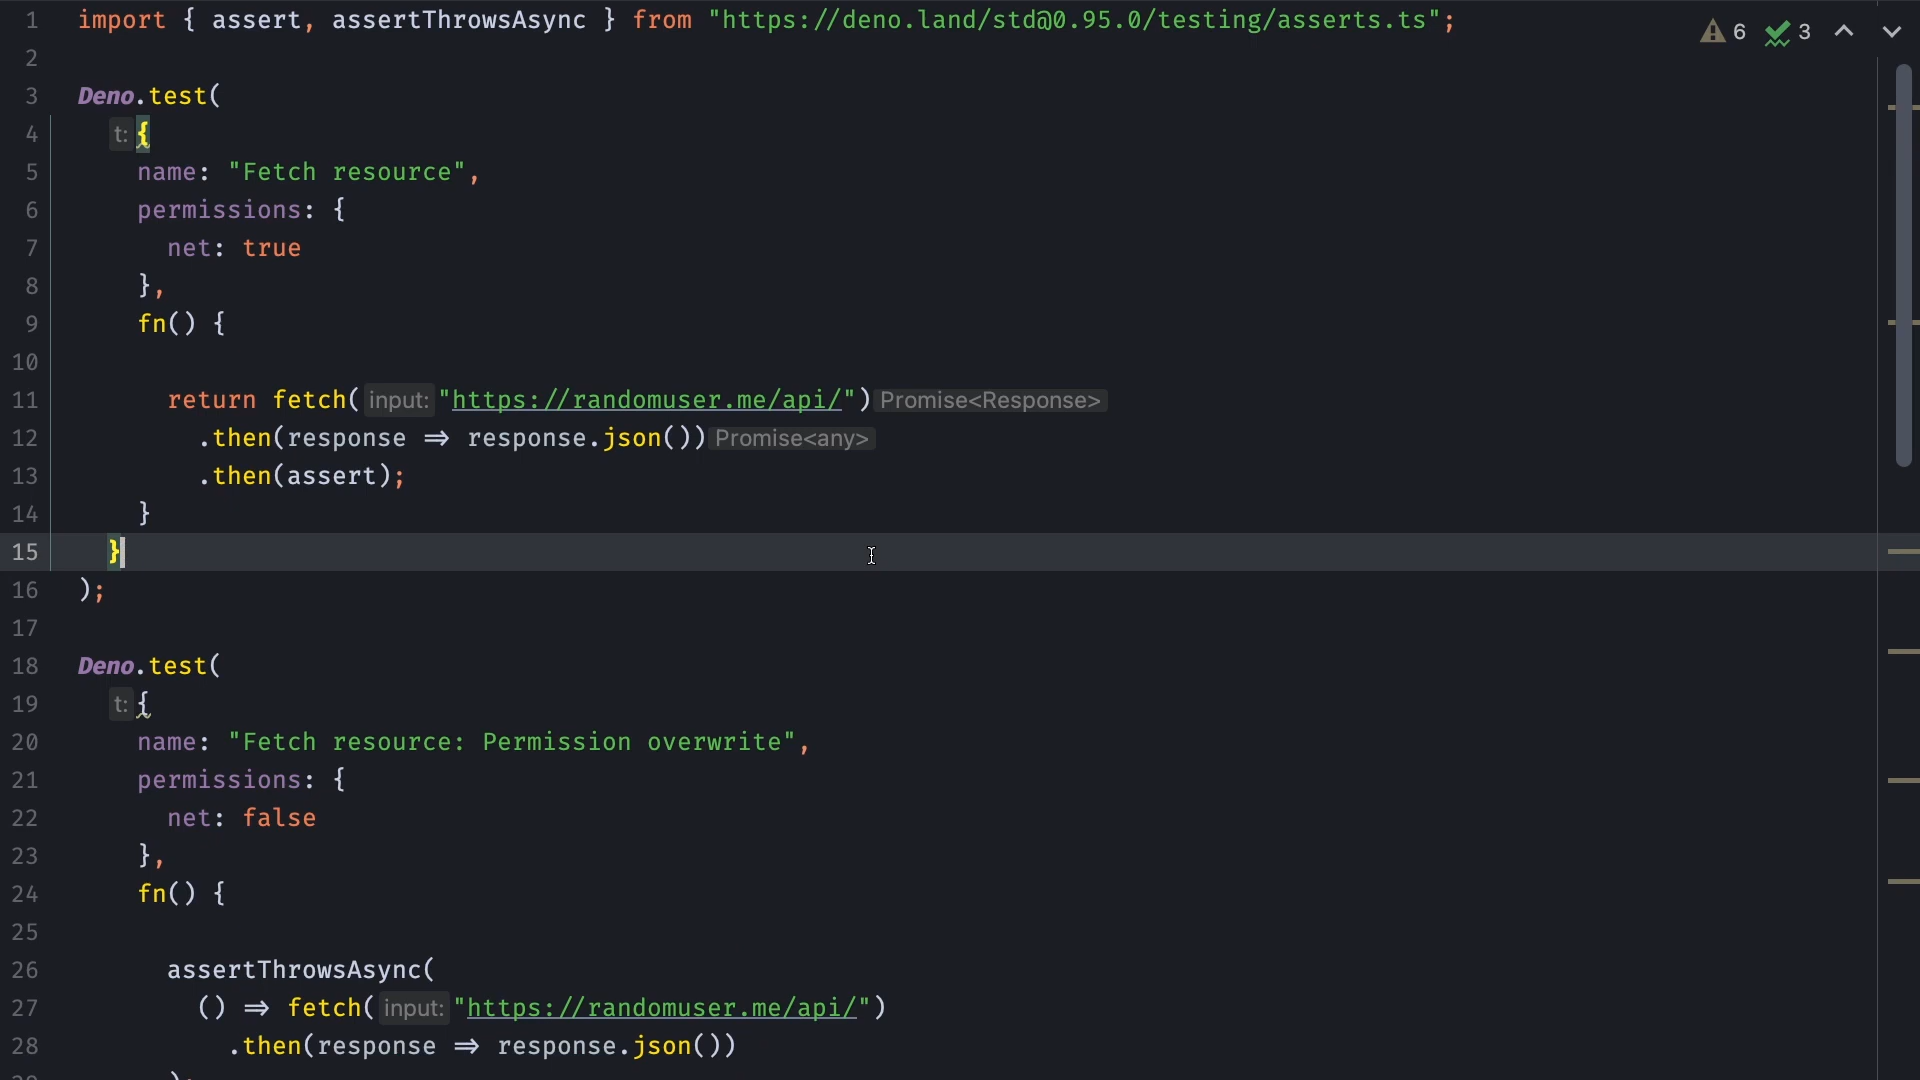 1 import { assert, assertThrowsAsync } from "https://deno.land/std@0.95.0/testing/asserts.ts";
6 3
2
3 Deno.test(
4 t: {
5 name: "Fetch resource",
6 permissions: {
7 net: true
8 },
9 fn() {
10
11 return fetch( input: "https://randomuser.me/api/") Promise<Response>
12 .then(response => response.json()) Promise<any>
13 .then(assert);
14 }
15 }
16 );
17
18 Deno.test(
19 t: {
20 name: "Fetch resource: Permission overwrite",
21 permissions: {
22 net: false
23 },
24 fn() {
25
26 assertThrowsAsync(
27 () => fetch( input: "https://randomuser.me/api/")
28 .then(response => response.json())